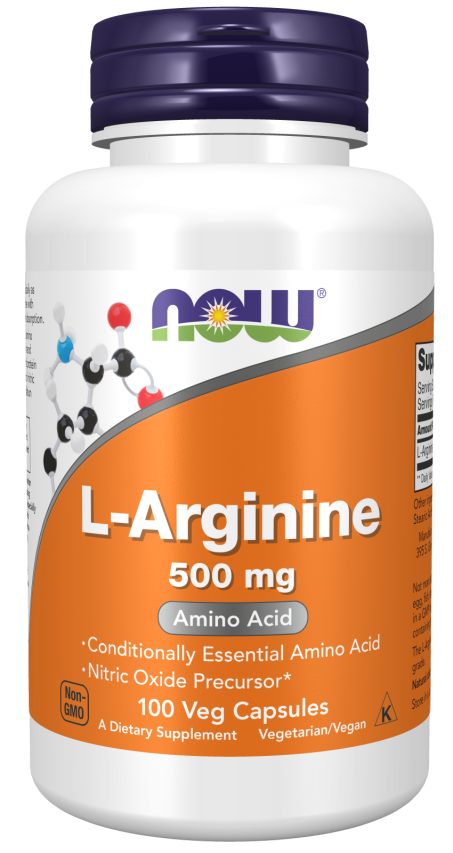 NOW®
L-Arginine
500 mg
Amino Acid
·Conditionally Essential Amino Acid
·Nitric Oxide Precursor*
Non-
GMO
100 Veg Capsules
A Dietary Supplement Vegetarian/Vegan
K